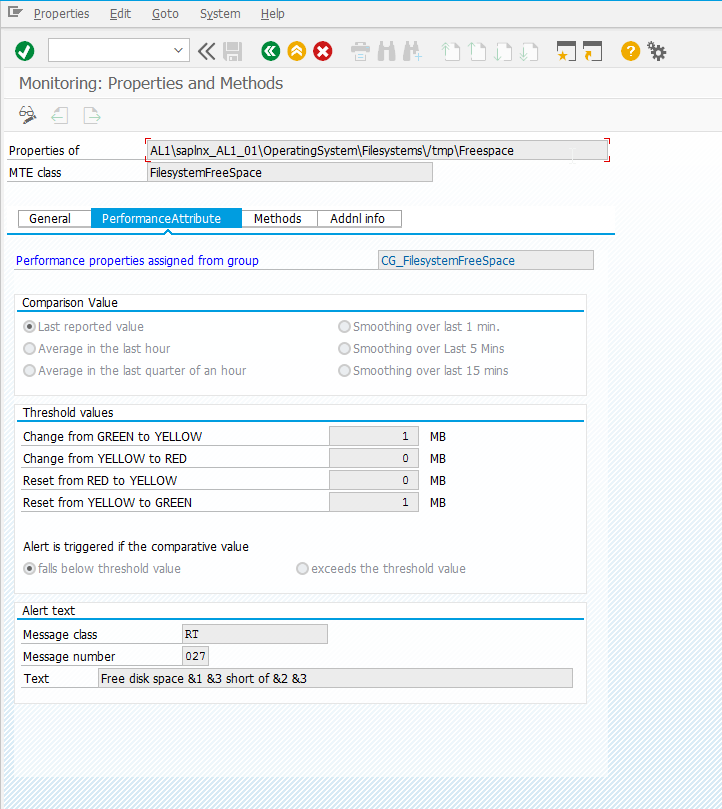 Properties Edit Goto System Help
Monitoring: Properties and Methods
Properties of AL1\saplnx_AL1_01\OperatingSystem\Filesystems\/tmp\Freespace
MTE class FilesystemFreeSpace
General PerformanceAttribute Methods Addnl info
Performance properties assigned from group CG_FilesystemFreeSpace
Comparison Value
Last reported value Smoothing over last 1 min.
Average in the last hour Smoothing over Last 5 Mins
Average in the last quarter of an hour Smoothing over last 15 mins
Threshold values
Change from GREEN to YELLOW 1 MB
Change from YELLOW to RED 0 MB
Reset from RED to YELLOW 0 MB
Reset from YELLOW to GREEN 1 MB
Alert is triggered if the comparative value
falls below threshold value exceeds the threshold value
Alert text
Message class RT
Message number 027
Text Free disk space &1 &3 short of &2 &3